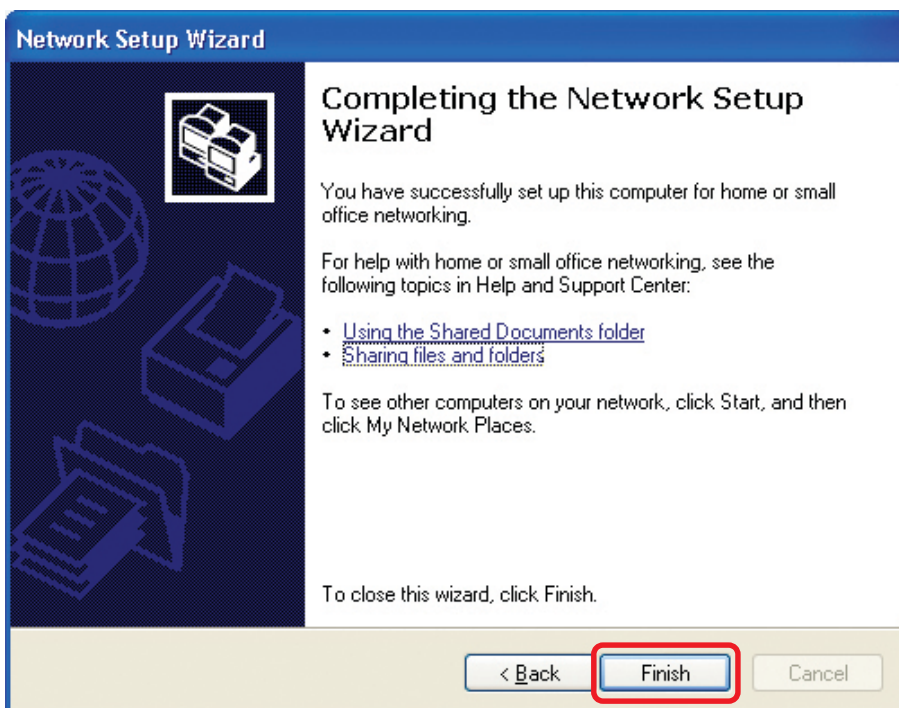 Network Setup Wizard
Completing the Network Setup
Wizard
You have successfully set up this computer for home or small
office networking.
For help with home or small office networking, see the
following topics in Help and Support Center:
• Using the Shared Documents folder
• Sharing files and folders
To see other computers on your network, click Start, and then
click My Network Places.
To close this wizard, click Finish.
< Back Finish Cancel